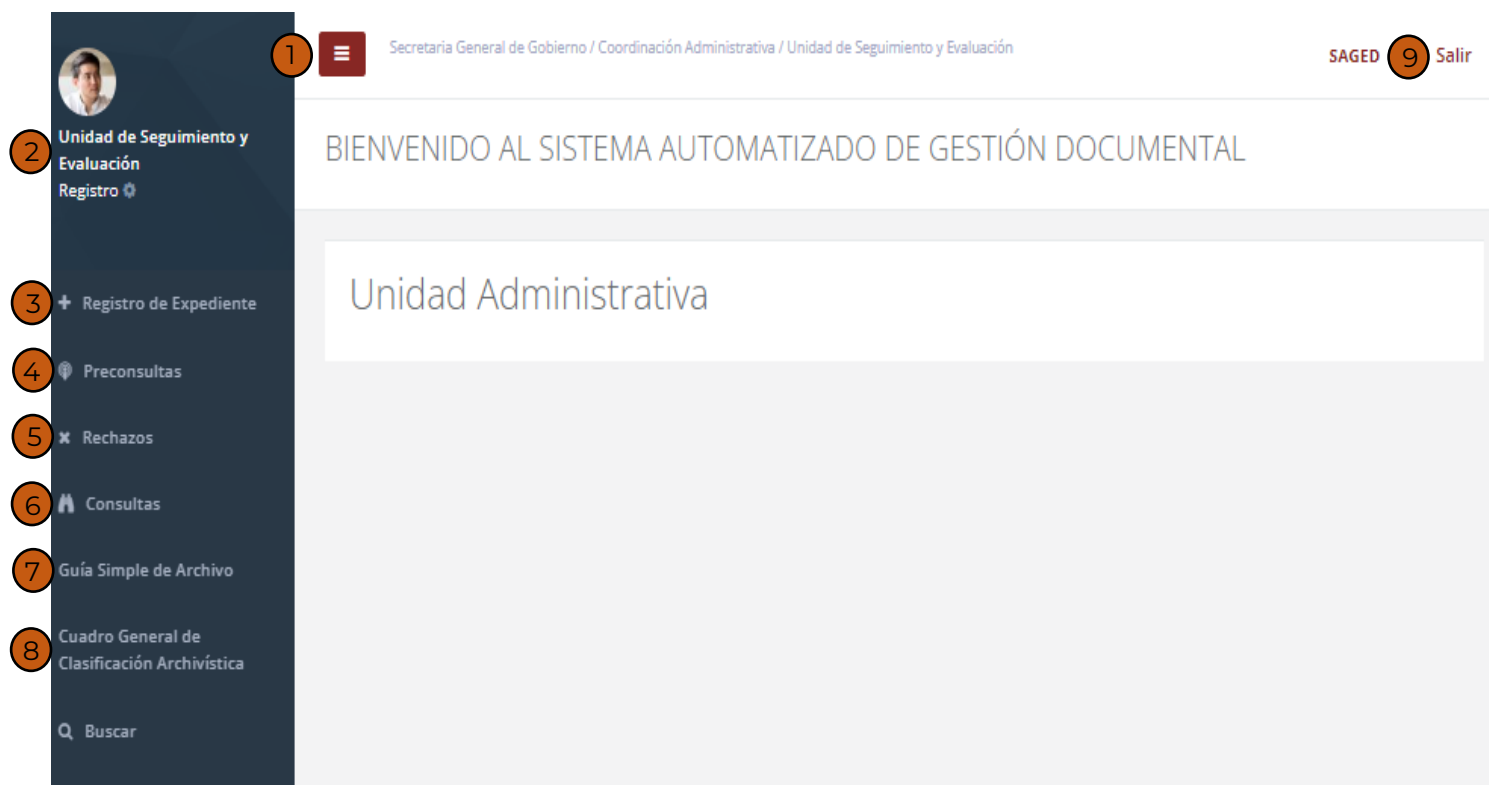 1
Secretaria General de Gobierno / Coordinación Administrativa / Unidad de Seguimiento y Evaluación
SAGED
9
Salir
2
Unidad de Seguimiento y
Evaluación
Registro
BIENVENIDO AL SISTEMA AUTOMATIZADO DE GESTIÓN DOCUMENTAL
Unidad Administrativa
3
Registro de Expediente
4
Preconsultas
5
Rechazos
6
Consultas
7
Guía Simple de Archivo
8
Cuadro General de
Clasificación Archivística
Buscar